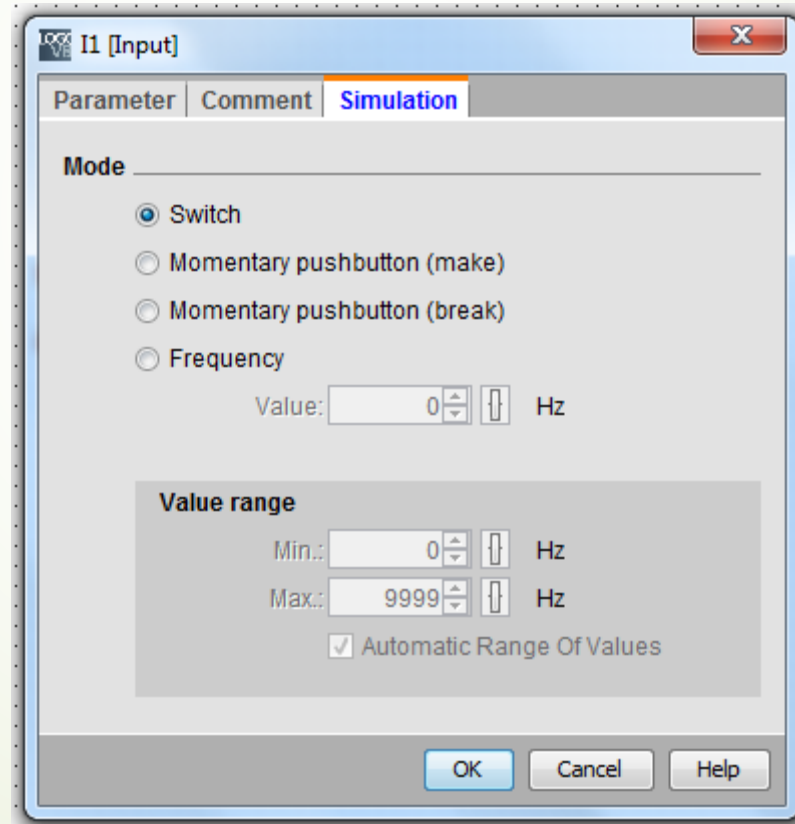 I1 [Input]
Parameter Comment Simulation
Mode
Switch
Momentary pushbutton (make)
Momentary pushbutton (break)
Frequency
Value: 0 Hz
Value range
Min.: 0 Hz
Max.: 9999 Hz
Automatic Range Of Values
OK Cancel Help